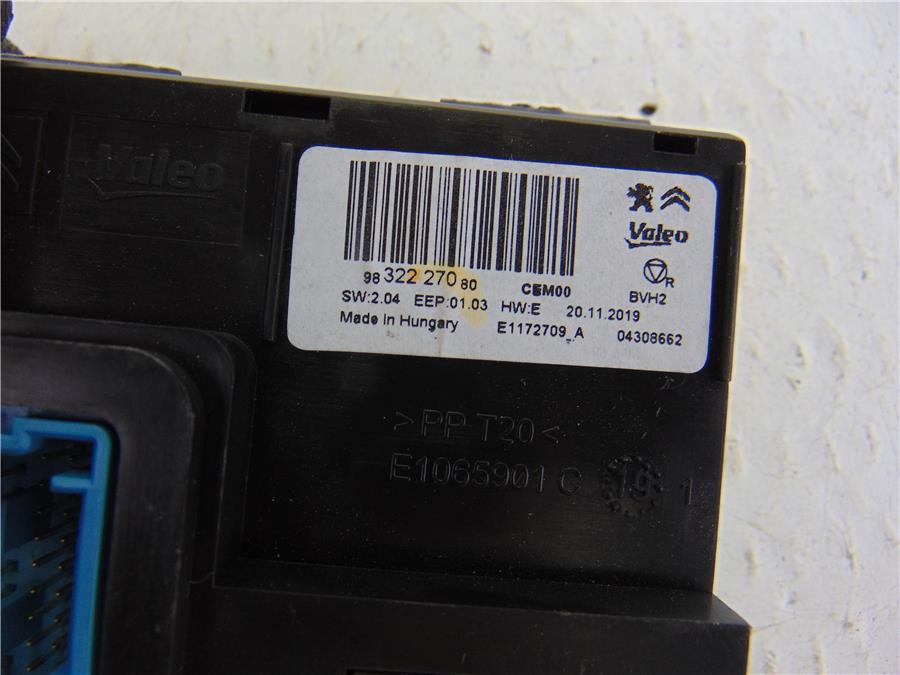 Valeo
Valeo
R
98 322 270 80
CEM00
BVH2
SW:2.04 EEP:01.03 HW:E 20.11.2019
Made in Hungary E1172709_A 04308662
>PP T20<
E1065901 C 19 1